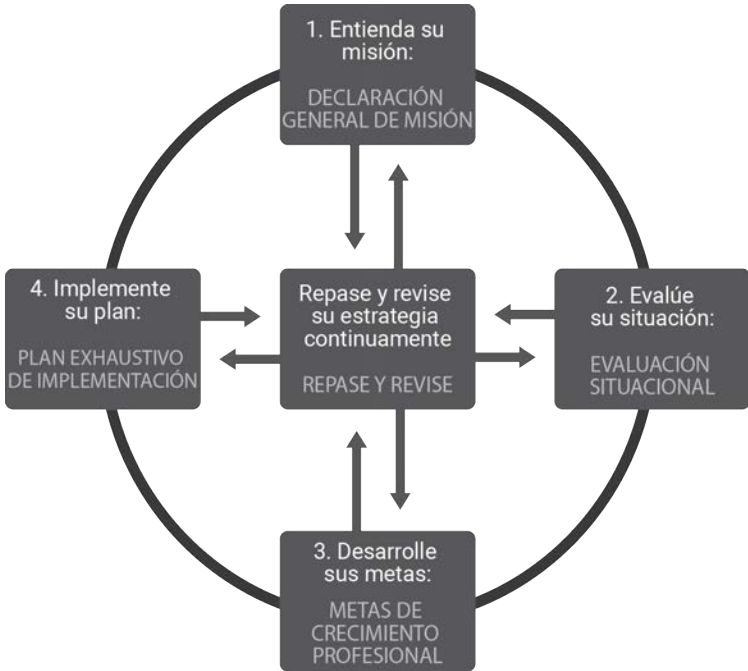 1. Entienda su
misión:
DECLARACIÓN
GENERAL DE MISIÓN
4. Implemente
su plan:
PLAN EXHAUSTIVO
DE IMPLEMENTACIÓN
Repase y revise
su estrategia
continuamente
REPASE Y REVISE
2. Evalúe
su situación:
EVALUACIÓN
SITUACIONAL
3. Desarrolle
sus metas:
METAS DE
CRECIMIENTO
PROFESIONAL